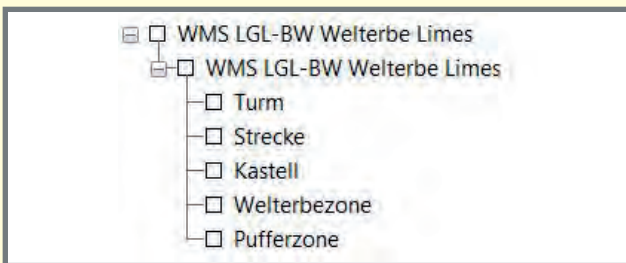 WMS LGL-BW Welterbe Limes
WMS LGL-BW Welterbe Limes
Turm
Strecke
Kastell
Welterbezone
Pufferzone